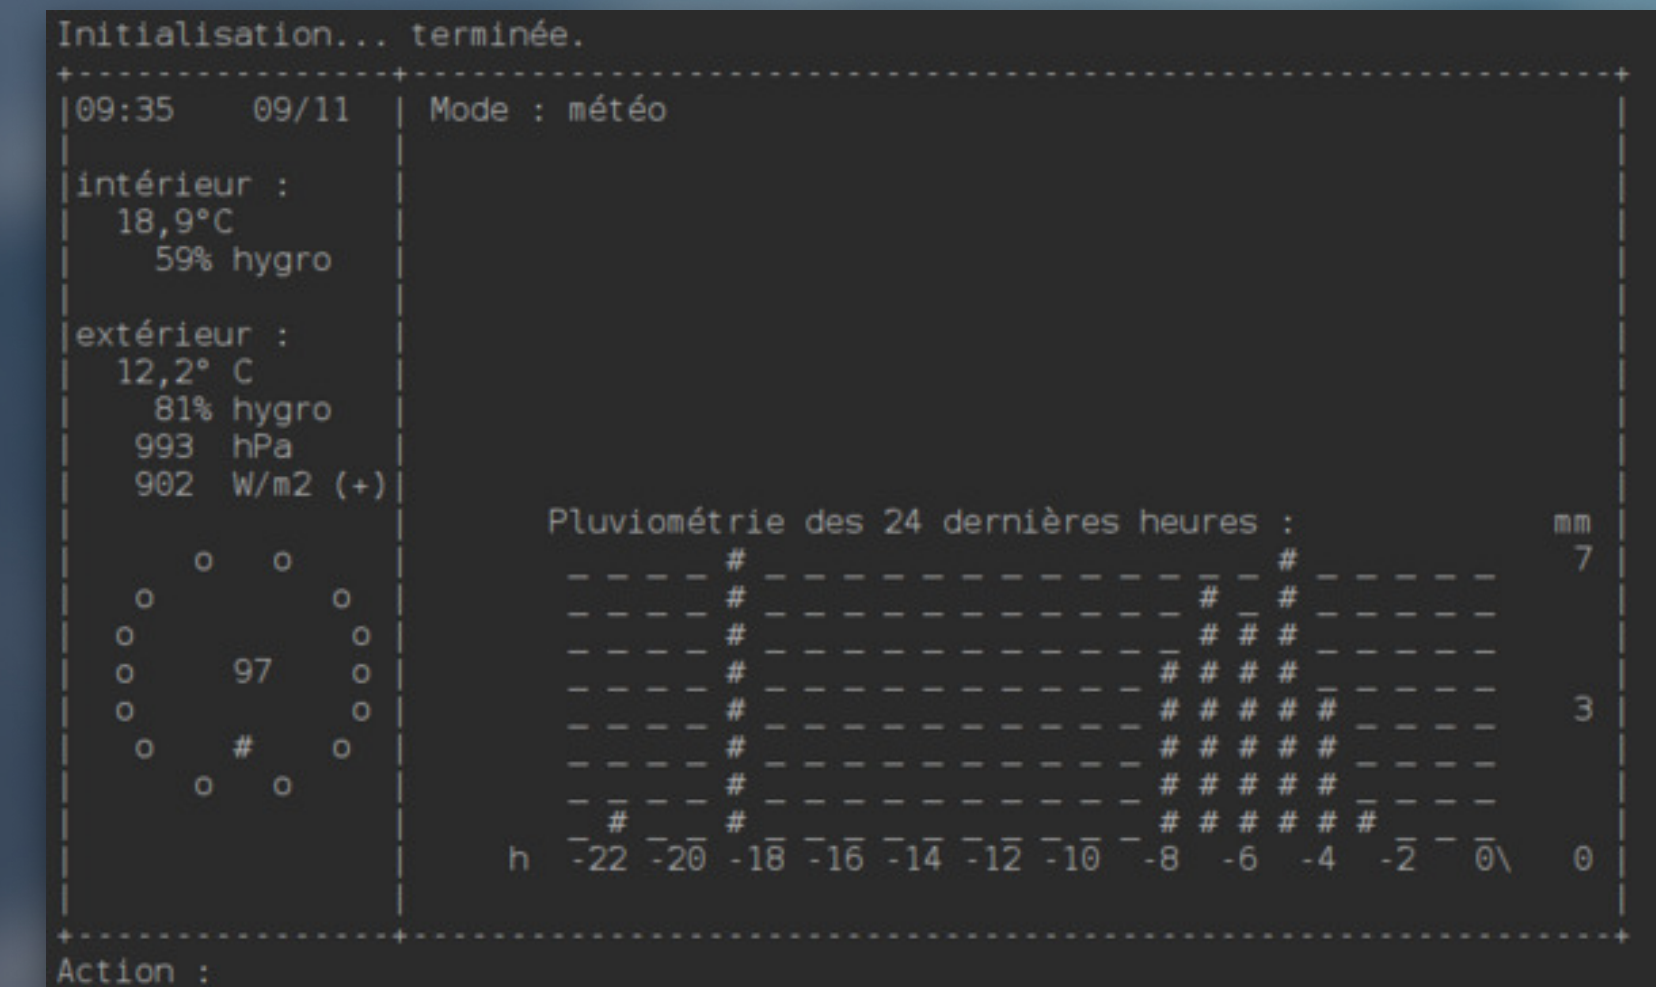 Initialisation... terminée.
+----------------+-------------------------------------------------------------+
|09:35    09/11  | Mode : météo                                                |
|                |                                                             |
|intérieur :     |                                                             |
|  18,9°C        |                                                             |
|    59% hygro   |                                                             |
|                |                                                             |
|extérieur :     |                                                             |
|  12,2° C       |                                                             |
|    81% hygro   |                                                             |
|   993  hPa     |                                                             |
|   902  W/m2 (+)|                                                             |
|                |       Pluviométrie des 24 dernières heures :             mm |
|      o   o     |        _ _ _ _ # _ _ _ _ _ _ _ _ _ _ _ _ _ # _ _ _ _ _    7 |
|   o         o  |        _ _ _ _ # _ _ _ _ _ _ _ _ _ _ _ # _ # _ _ _ _ _      |
|  o           o |        _ _ _ _ # _ _ _ _ _ _ _ _ _ _ _ # # # _ _ _ _ _      |
|  o     97    o |        _ _ _ _ # _ _ _ _ _ _ _ _ _ _ # # # # _ _ _ _ _      |
|  o           o |        _ _ _ _ # _ _ _ _ _ _ _ _ _ _ # # # # # _ _ _ _    3 |
|   o    #    o  |        _ _ _ _ # _ _ _ _ _ _ _ _ _ _ # # # # # _ _ _ _      |
|      o   o     |        _ _ _ _ # _ _ _ _ _ _ _ _ _ _ # # # # # _ _ _ _      |
|                |        _ # _ _ # _ _ _ _ _ _ _ _ _ _ # # # # # # _ _ _      |
|                |     h  -22 -20 -18 -16 -14 -12 -10  -8  -6  -4  -2   0\   0 |
|                |                                                             |
+----------------+-------------------------------------------------------------+
Action :